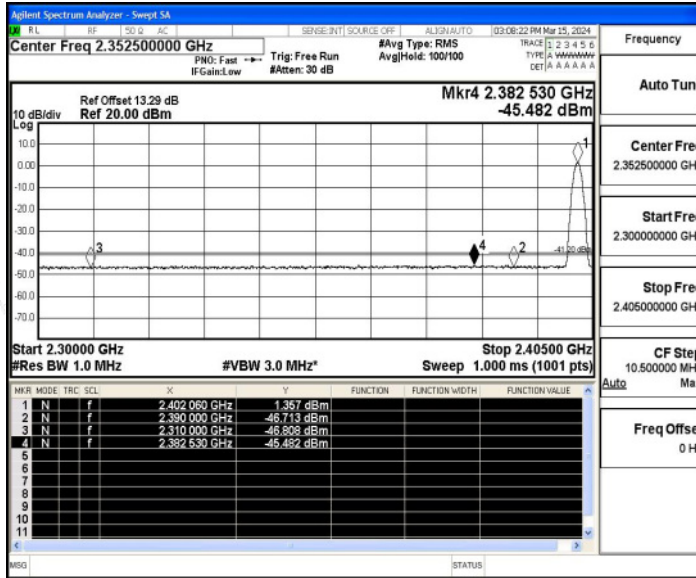 Agilent Spectrum Analyzer - Swept SA
RL RF 50 Ω AC SENSE:INT SOURCE OFF ALIGNAUTO 03:08:22 PM Mar 15, 2024
Center Freq 2.352500000 GHz
#Avg Type: RMS
TRACE 1 2 3 4 5 6
PNO: Fast Trig: Free Run Avg|Hold: 100/100
TYPE A WWWWW
IFGain:Low #Atten: 30 dB
DET A A A A A A
Frequency
Auto Tun
Mkr4 2.382 530 GHz
-45.482 dBm
Ref Offset 13.29 dB
10 dB/div Ref 20.00 dBm
Log
10.0
0.00
-10.0
-20.0
-30.0
-40.0
-50.0
-60.0
-70.0
1
2
3
4
-41.20 dBm
Center Fre
2.352500000 GH
Start Fre
2.300000000 GH
Stop Fre
2.405000000 GH
Start 2.30000 GHz Stop 2.40500 GHz
#Res BW 1.0 MHz #VBW 3.0 MHz* Sweep 1.000 ms (1001 pts)
CF Step
10.500000 MH
Auto Ma
MKR MODE TRC SCL X Y FUNCTION FUNCTION WIDTH FUNCTION VALUE
1 N f 2.402 060 GHz 1.357 dBm
2 N f 2.390 000 GHz -46.713 dBm
3 N f 2.310 000 GHz -46.808 dBm
4 N f 2.382 530 GHz -45.482 dBm
5
6
7
8
9
10
11
Freq Offse
0 H
MSG STATUS